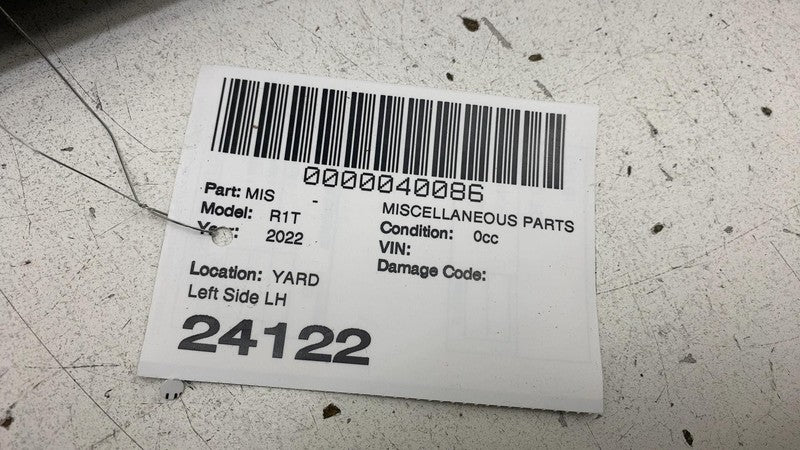 0000040086
Part: MIS - MISCELLANEOUS PARTS
Model: R1T Condition: 0cc
Year: 2022 VIN:
Damage Code:
Location: YARD
Left Side LH
24122